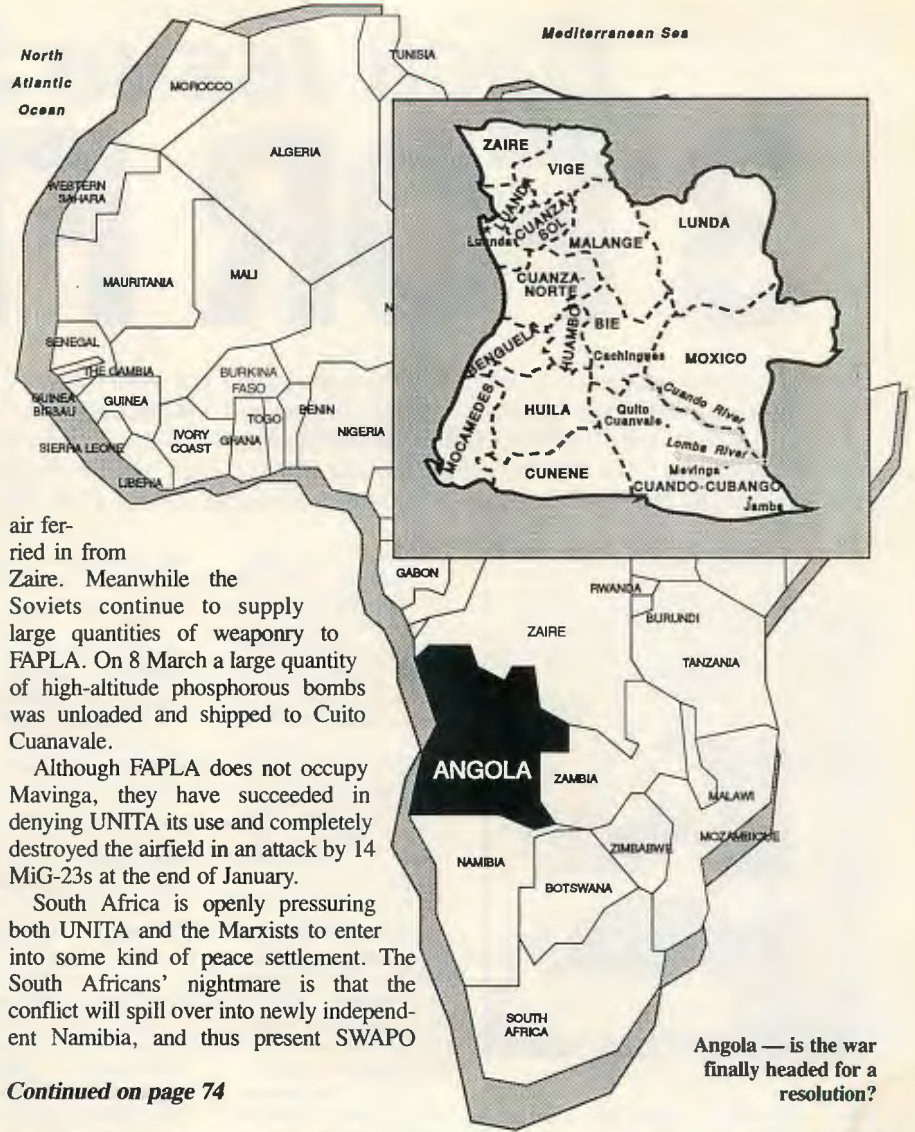 Mediterranean Sea
North
Atlantic
Ocean
TUNISIA
MOROCCO
ALGERIA
WESTERN
SAHARA
MAURITANIA
MALI
N
SENEGAL
THE GAMBIA
GUINEA
BISSAU
GUINEA
SIERRA LEONE
LIBERIA
IVORY
COAST
BURKINA
FASO
GHANA
TOGO
BENIN
NIGERIA
ZAIRE
VIGE
LUANDA
Luanda
CUANZA-
SOL
MALANGE
LUNDA
CUANZA-
NORTE
BENGUELA
HUAMBO
BIE
Cachingues
MOXICO
MOCAMEDES
HUILA
Quito
Cuanvale
Cuando River
Lomba River
Mavinga
CUNENE
CUANDO-CUBANGO
Jamba
GABON
RWANDA
BURUNDI
ZAIRE
TANZANIA
ANGOLA
ZAMBIA
MALAWI
MOZAMBIQUE
ZIMBABWE
NAMIBIA
BOTSWANA
SOUTH
AFRICA
air fer-
ried in from
Zaire. Meanwhile the
Soviets continue to supply
large quantities of weaponry to
FAPLA. On 8 March a large quantity
of high-altitude phosphorous bombs
was unloaded and shipped to Cuito
Cuanavale.
Although FAPLA does not occupy
Mavinga, they have succeeded in
denying UNITA its use and completely
destroyed the airfield in an attack by 14
MiG-23s at the end of January.
South Africa is openly pressuring
both UNITA and the Marxists to enter
into some kind of peace settlement. The
South Africans' nightmare is that the
conflict will spill over into newly independ-
ent Namibia, and thus present SWAPO
Continued on page 74
Angola — is the war
finally headed for a
resolution?